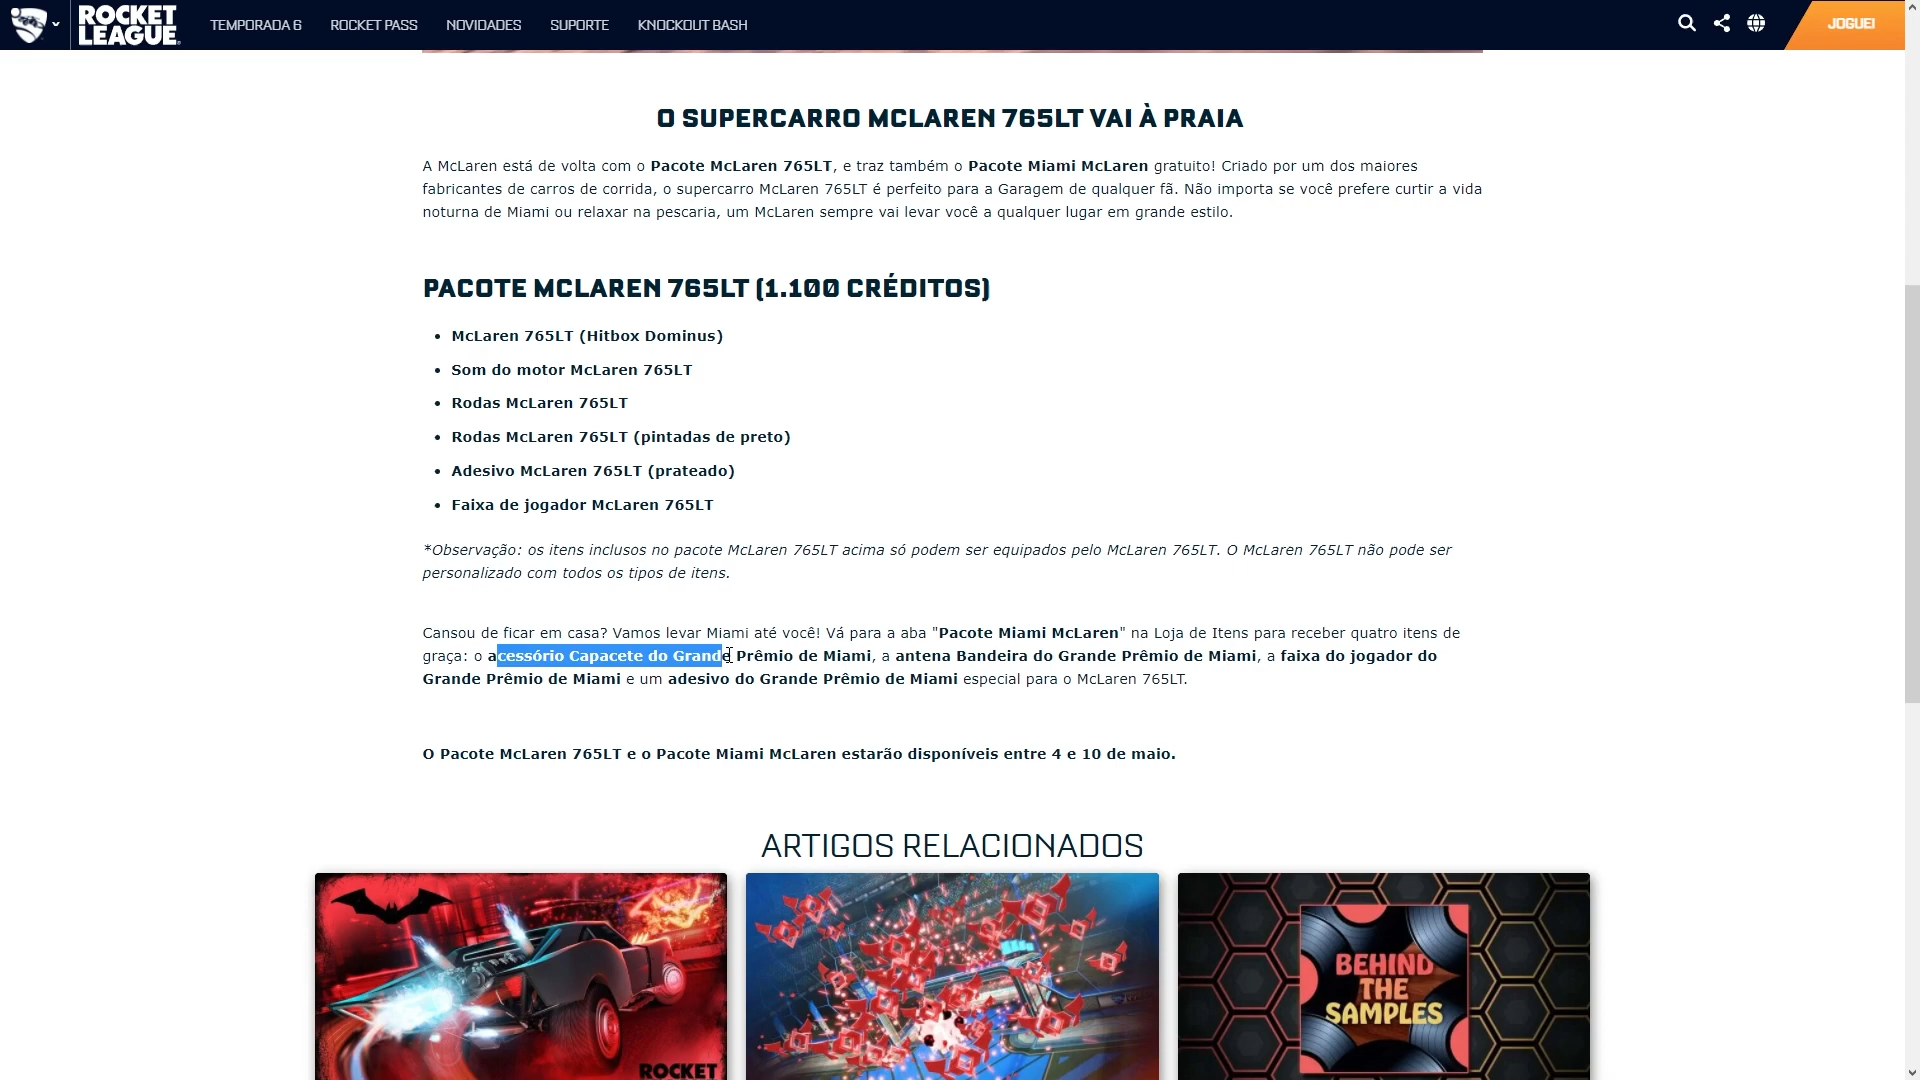 ROCKET
LEAGUE
TEMPORADA 6
ROCKET PASS
NOVIDADES
SUPORTE
KNOCKOUT BASH
JOGUE!
O SUPERCARRO MCLAREN 765LT VAI À PRAIA
A McLaren está de volta com o Pacote McLaren 765LT, e traz também o Pacote Miami McLaren gratuito! Criado por um dos maiores
fabricantes de carros de corrida, o supercarro McLaren 765LT é perfeito para a Garagem de qualquer fã. Não importa se você prefere curtir a vida
noturna de Miami ou relaxar na pescaria, um McLaren sempre vai levar você a qualquer lugar em grande estilo.
PACOTE MCLAREN 765LT (1.100 CRÉDITOS)
• McLaren 765LT (Hitbox Dominus)
• Som do motor McLaren 765LT
• Rodas McLaren 765LT
• Rodas McLaren 765LT (pintadas de preto)
• Adesivo McLaren 765LT (prateado)
• Faixa de jogador McLaren 765LT
*Observação: os itens inclusos no pacote McLaren 765LT acima só podem ser equipados pelo McLaren 765LT. O McLaren 765LT não pode ser
personalizado com todos os tipos de itens.
Cansou de ficar em casa? Vamos levar Miami até você! Vá para a aba "Pacote Miami McLaren" na Loja de Itens para receber quatro itens de
graça: o acessório Capacete do Grande Prêmio de Miami, a antena Bandeira do Grande Prêmio de Miami, a faixa do jogador do
Grande Prêmio de Miami e um adesivo do Grande Prêmio de Miami especial para o McLaren 765LT.
O Pacote McLaren 765LT e o Pacote Miami McLaren estarão disponíveis entre 4 e 10 de maio.
ARTIGOS RELACIONADOS
ROCKET
BEHIND
THE
SAMPLES